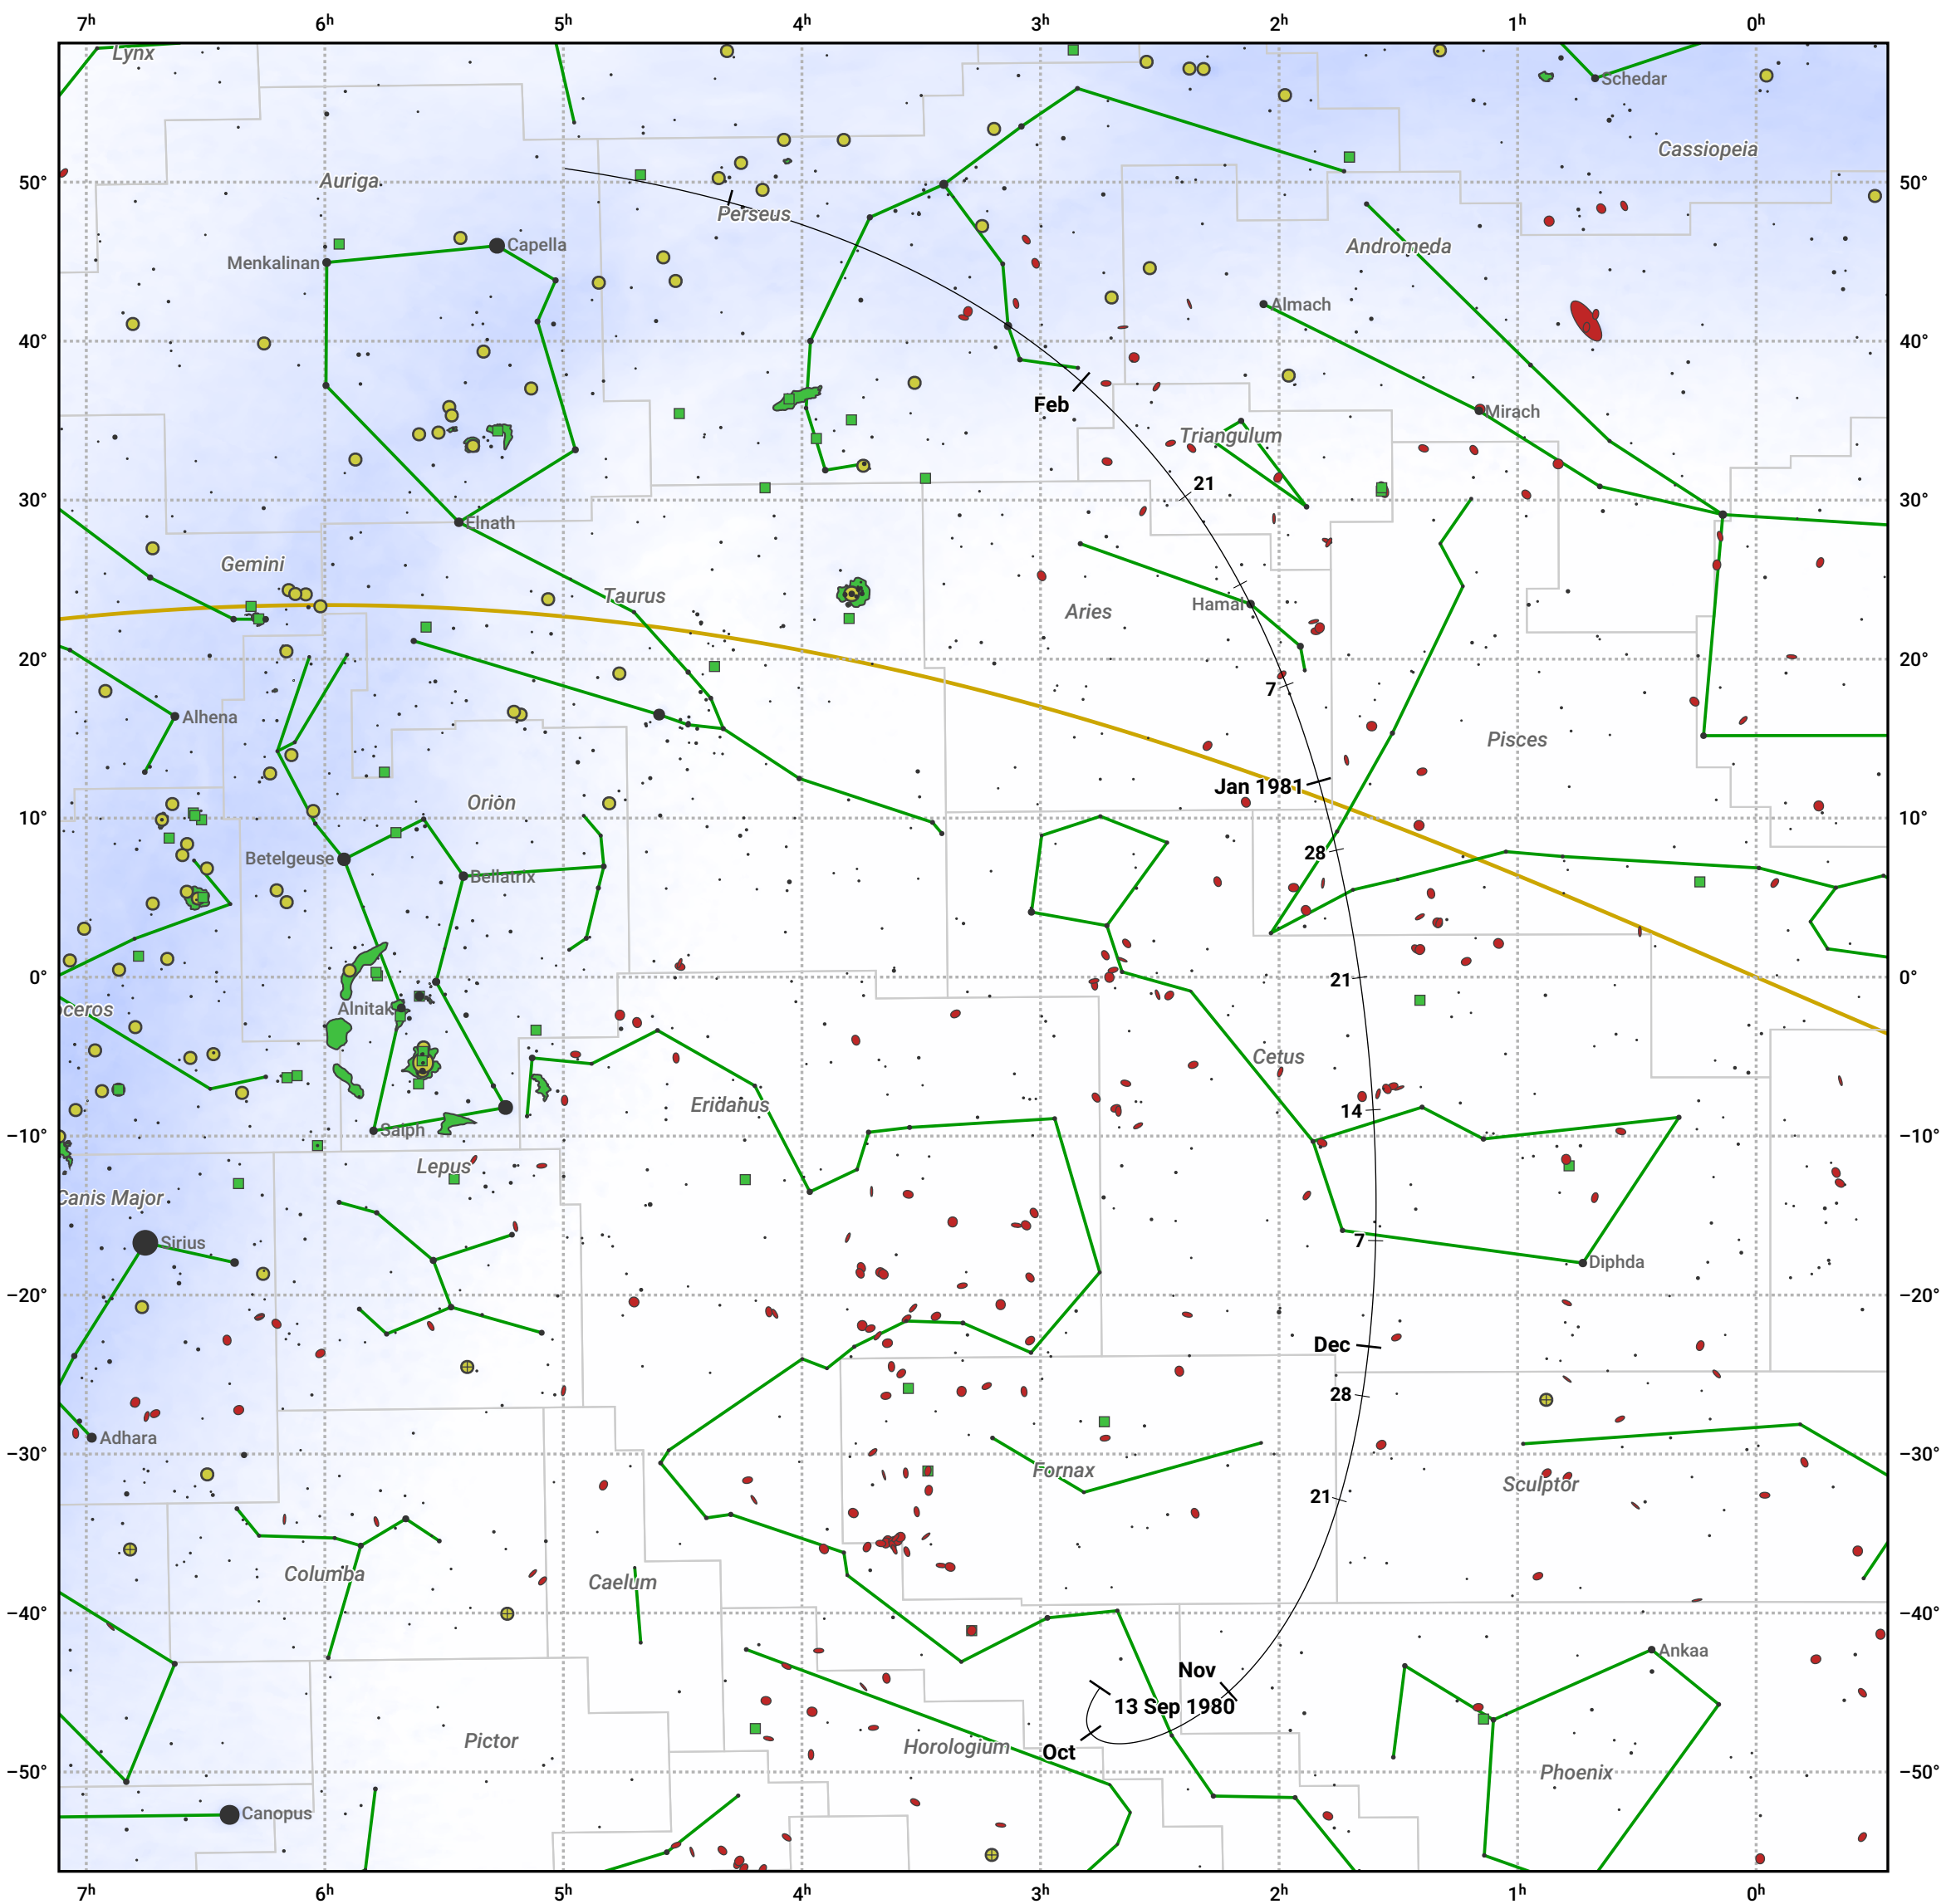 7h 6h 5h 4h 3h 2h 1h 0h
Lynx
Schedar
Cassiopeia
50° Auriga 50°
Perseus
Capella Andromeda
Menkalinan
Almach
40° 40°
Feb
Mirach
Triangulum
21
30° 30°
Elnath
Gemini
Taurus
Hamal Aries
20° 20°
7
Alhena
Pisces
Jan 1981
Orion
10° 10°
28
Betelgeuse
Bellatrix
0° 21 0°
Alnitak
ceros
Cetus
Eridanus 14
Saiph
−10° −10°
Lepus
Canis Major
Sirius 7
Diphda
−20° −20°
Dec
28
Adhara
−30° −30°
Fornax
Sculptor
21
Columba Caelum
−40° −40°
Ankaa
Nov
13 Sep 1980
Pictor Horologium Oct
−50° Phoenix −50°
Canopus
7h 6h 5h 4h 3h 2h 1h 0h